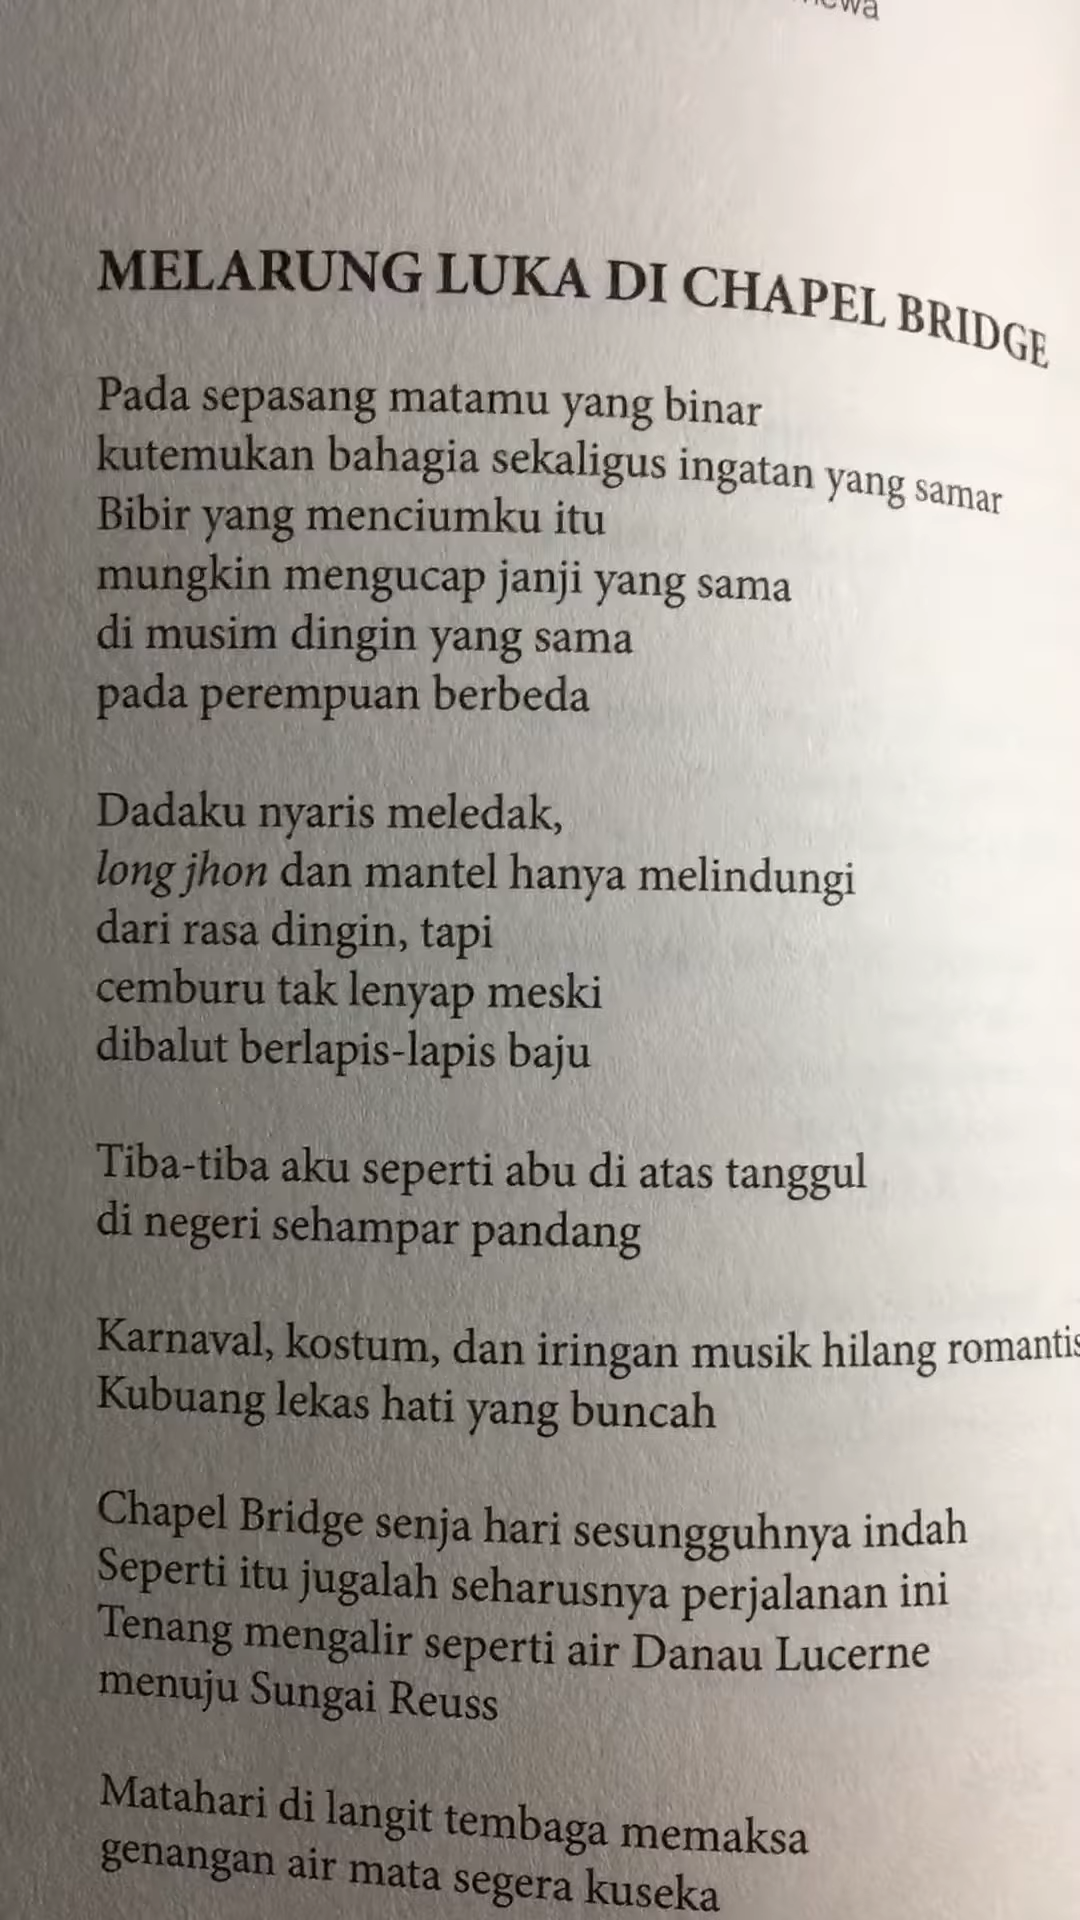 MELARUNG LUKA DI CHAPEL BRIDGE
Pada sepasang matamu yang binar
kutemukan bahagia sekaligus ingatan yang samar
Bibir yang menciumku itu
mungkin mengucap janji yang sama
di musim dingin yang sama
pada perempuan berbeda
Dadaku nyaris meledak,
long jhon dan mantel hanya melindungi
dari rasa dingin, tapi
cemburu tak lenyap meski
dibalut berlapis-lapis baju
Tiba-tiba aku seperti abu di atas tanggul
di negeri sehampar pandang
Karnaval, kostum, dan iringan musik hilang romantis
Kubuang lekas hati yang buncah
Chapel Bridge senja hari sesungguhnya indah
Seperti itu jugalah seharusnya perjalanan ini
Tenang mengalir seperti air Danau Lucerne
menuju Sungai Reuss
Matahari di langit tembaga memaksa
genangan air mata segera kuseka